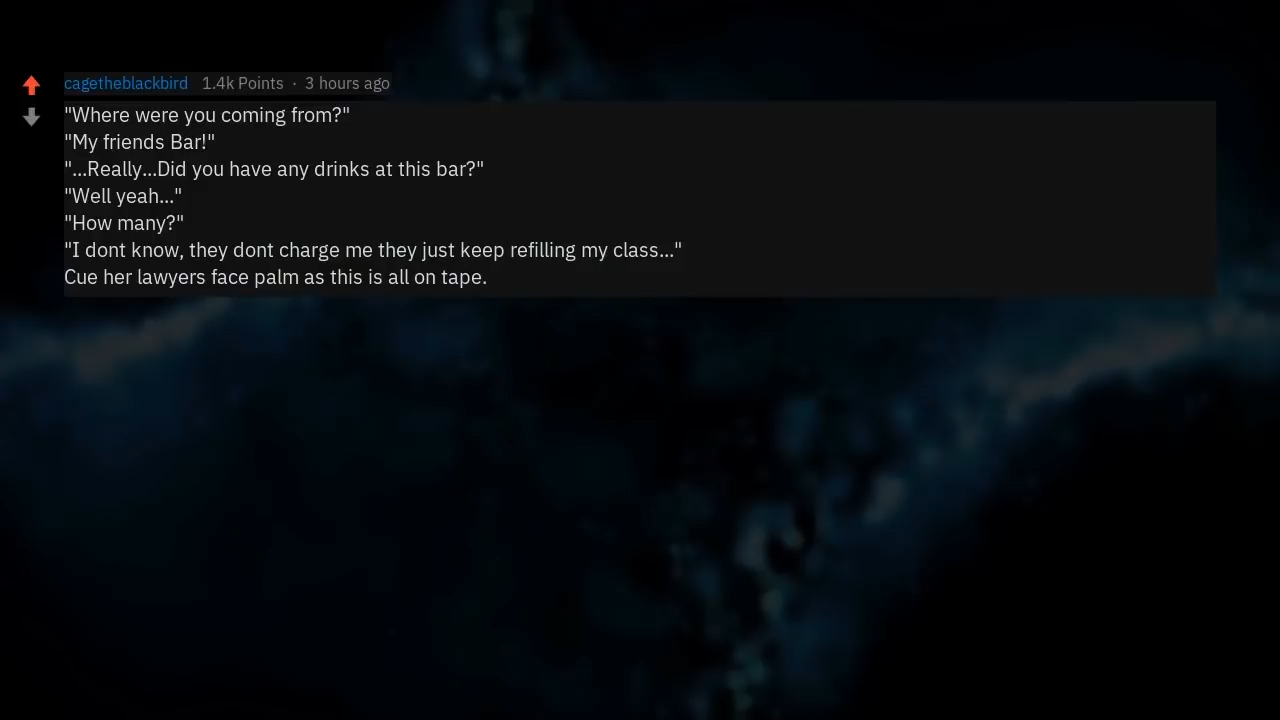 cagetheblackbird 1.4k Points · 3 hours ago
"Where were you coming from?"
"My friends Bar!"
"...Really...Did you have any drinks at this bar?"
"Well yeah..."
"How many?"
"I dont know, they dont charge me they just keep refilling my class..."
Cue her lawyers face palm as this is all on tape.